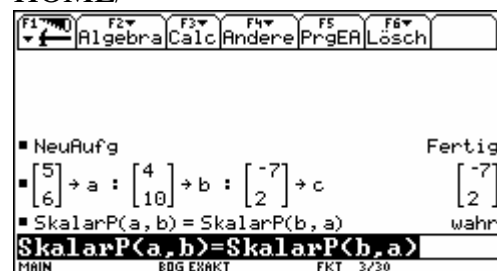 HOME/
F1 F2 F3 F4 F5 F6
Algebra Calc Andere PrgEA Lösch
▪ NeuAufg Fertig
▪ [5 6] → a : [4 10] → b : [-7 2] → c [-7 2]
▪ SkalarP(a,b) = SkalarP(b,a) wahr
SkalarP(a,b)=SkalarP(b,a)
MAIN BOG EXAKT FKT 3/30